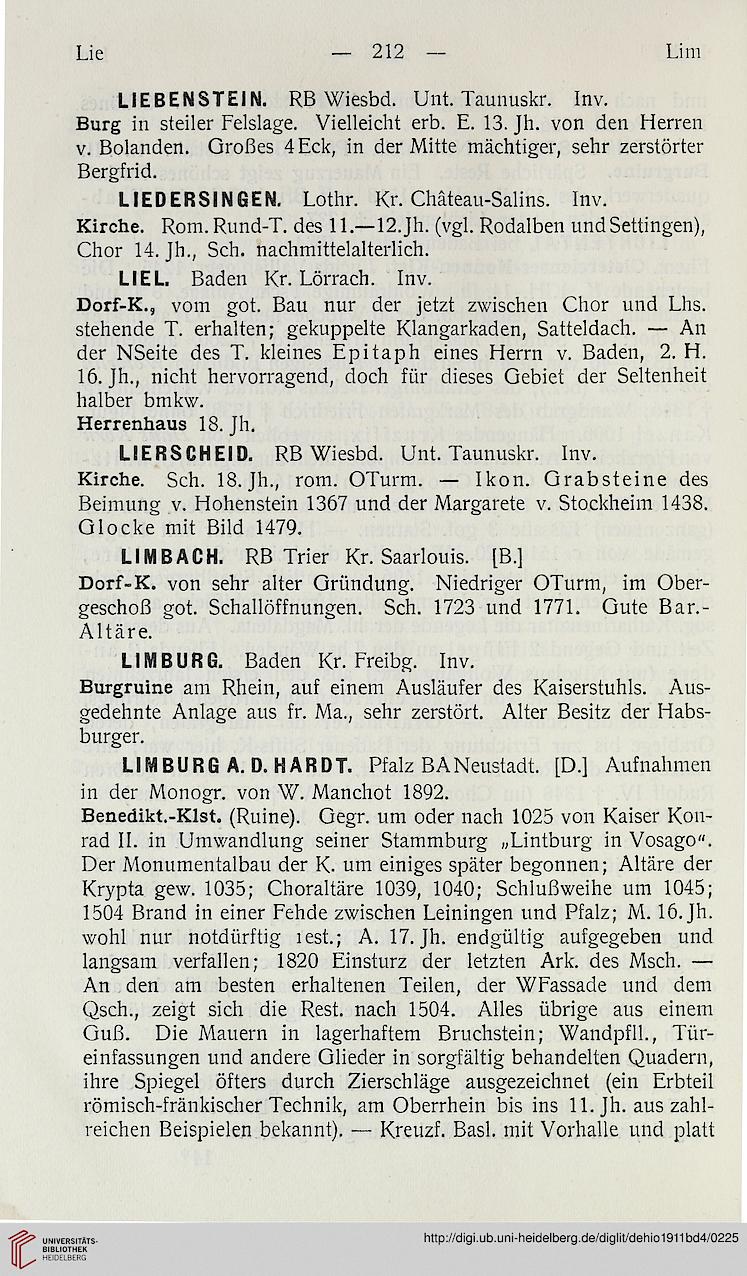 Lie — 212 — Lim
LIEBENSTEIN. RB Wiesbd. Unt. Taunuskr. Inv.
Burg in steiler Felslage. Vielleicht erb. E. 13. Jh. von den Herren
v. Bolanden. Großes 4Eck, in der Mitte mächtiger, sehr zerstörter
Bergfrid.
LIEDERSINGEN. Lothr. Kr. Château-Salins. Inv.
Kirche. Rom. Rund-T. des 11.—12. Jh. (vgl. Rodalben und Settingen),
Chor 14. Jh., Sch. nachmittelalterlich.
LIEL. Baden Kr. Lörrach. Inv.
Dorf-K., vom got. Bau nur der jetzt zwischen Chor und Lhs.
stehende T. erhalten; gekuppelte Klangarkaden, Satteldach. — An
der NSeite des T. kleines Epitaph eines Herrn v. Baden, 2. H.
16. Jh., nicht hervorragend, doch für dieses Gebiet der Seltenheit
halber bmkw.
Herrenhaus 18. Jh.
LIERSCHEID. RB Wiesbd. Unt. Taunuskr. Inv.
Kirche. Sch. 18. Jh., rom. OTurm. — Ikon. Grabsteine des
Beimung v. Hohenstein 1367 und der Margarete v. Stockheim 1438.
Glocke mit Bild 1479.
LIMBACH. RB Trier Kr. Saarlouis. [B.]
Dorf-K. von sehr alter Gründung. Niedriger OTurm, im Ober-
geschoß got. Schallöffnungen. Sch. 1723 und 1771. Gute Bar.-
Altäre.
LIMBURG. Baden Kr. Freibg. Inv.
Burgruine am Rhein, auf einem Ausläufer des Kaiserstuhls. Aus-
gedehnte Anlage aus fr. Ma., sehr zerstört. Alter Besitz der Habs-
burger.
LIMBURG A. D. HARDT. Pfalz BANeustadt. [D.] Aufnahmen
in der Monogr. von W. Manchot 1892.
Benedikt.-Klst. (Ruine). Gegr. um oder nach 1025 von Kaiser Kon-
rad II. in Umwandlung seiner Stammburg „Lintburg in Vosago".
Der Monumentalbau der K. um einiges später begonnen; Altäre der
Krypta gew. 1035; Choraltäre 1039, 1040; Schlußweihe um 1045;
1504 Brand in einer Fehde zwischen Leiningen und Pfalz; M. 16. Jh.
wohl nur notdürftig rest.; A. 17. Jh. endgültig aufgegeben und
langsam verfallen; 1820 Einsturz der letzten Ark. des Msch. —
An den am besten erhaltenen Teilen, der WFassade und dem
Qsch., zeigt sich die Rest. nach 1504. Alles übrige aus einem
Guß. Die Mauern in lagerhaftem Bruchstein; Wandpfll., Tür-
einfassungen und andere Glieder in sorgfältig behandelten Quadern,
ihre Spiegel öfters durch Zierschläge ausgezeichnet (ein Erbteil
römisch-fränkischer Technik, am Oberrhein bis ins 11. Jh. aus zahl-
reichen Beispielen bekannt). — Kreuzf. Basl. mit Vorhalle und platt
UNIVERSITÄTS-
BIBLIOTHEK
HEIDELBERG
http://digi.ub.uni-heidelberg.de/diglit/dehio1911bd4/0225